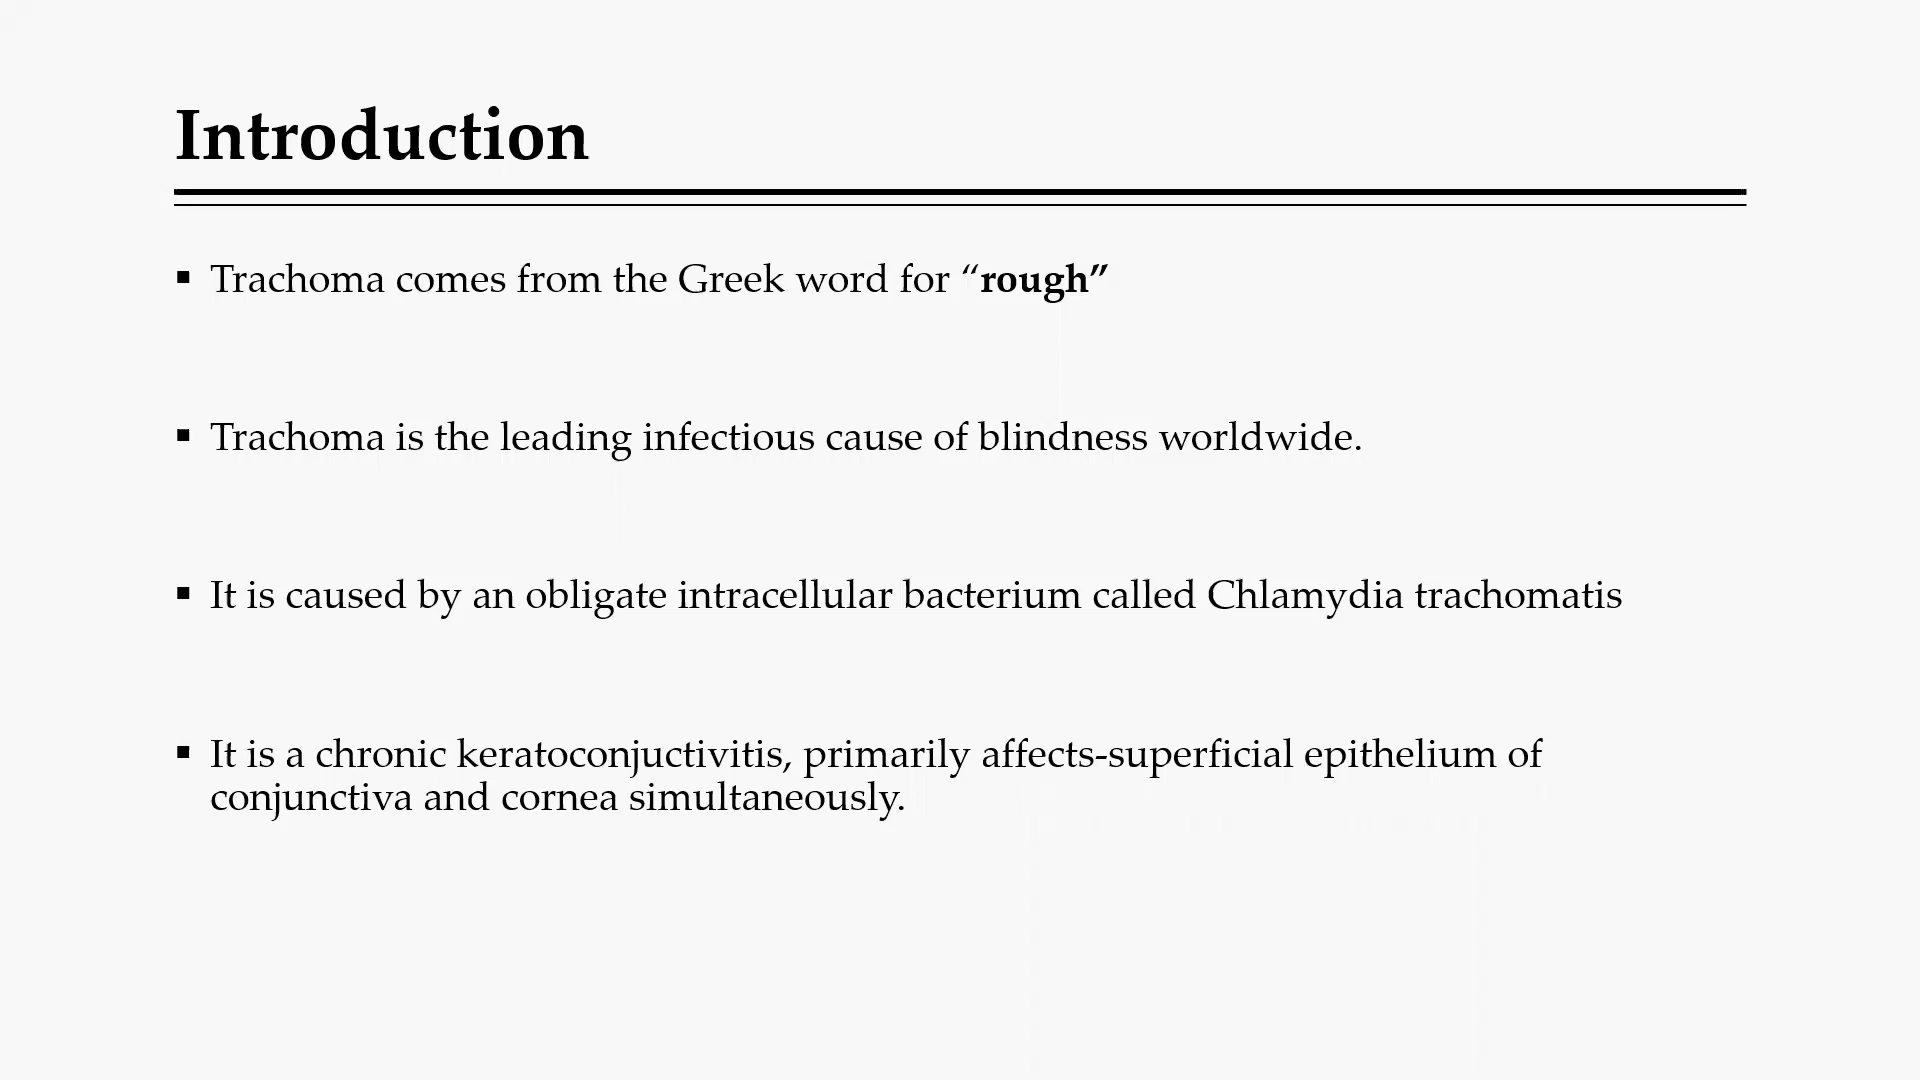 Introduction
▪ Trachoma comes from the Greek word for “rough”
▪ Trachoma is the leading infectious cause of blindness worldwide.
▪ It is caused by an obligate intracellular bacterium called Chlamydia trachomatis
▪ It is a chronic keratoconjuctivitis, primarily affects-superficial epithelium of
conjunctiva and cornea simultaneously.